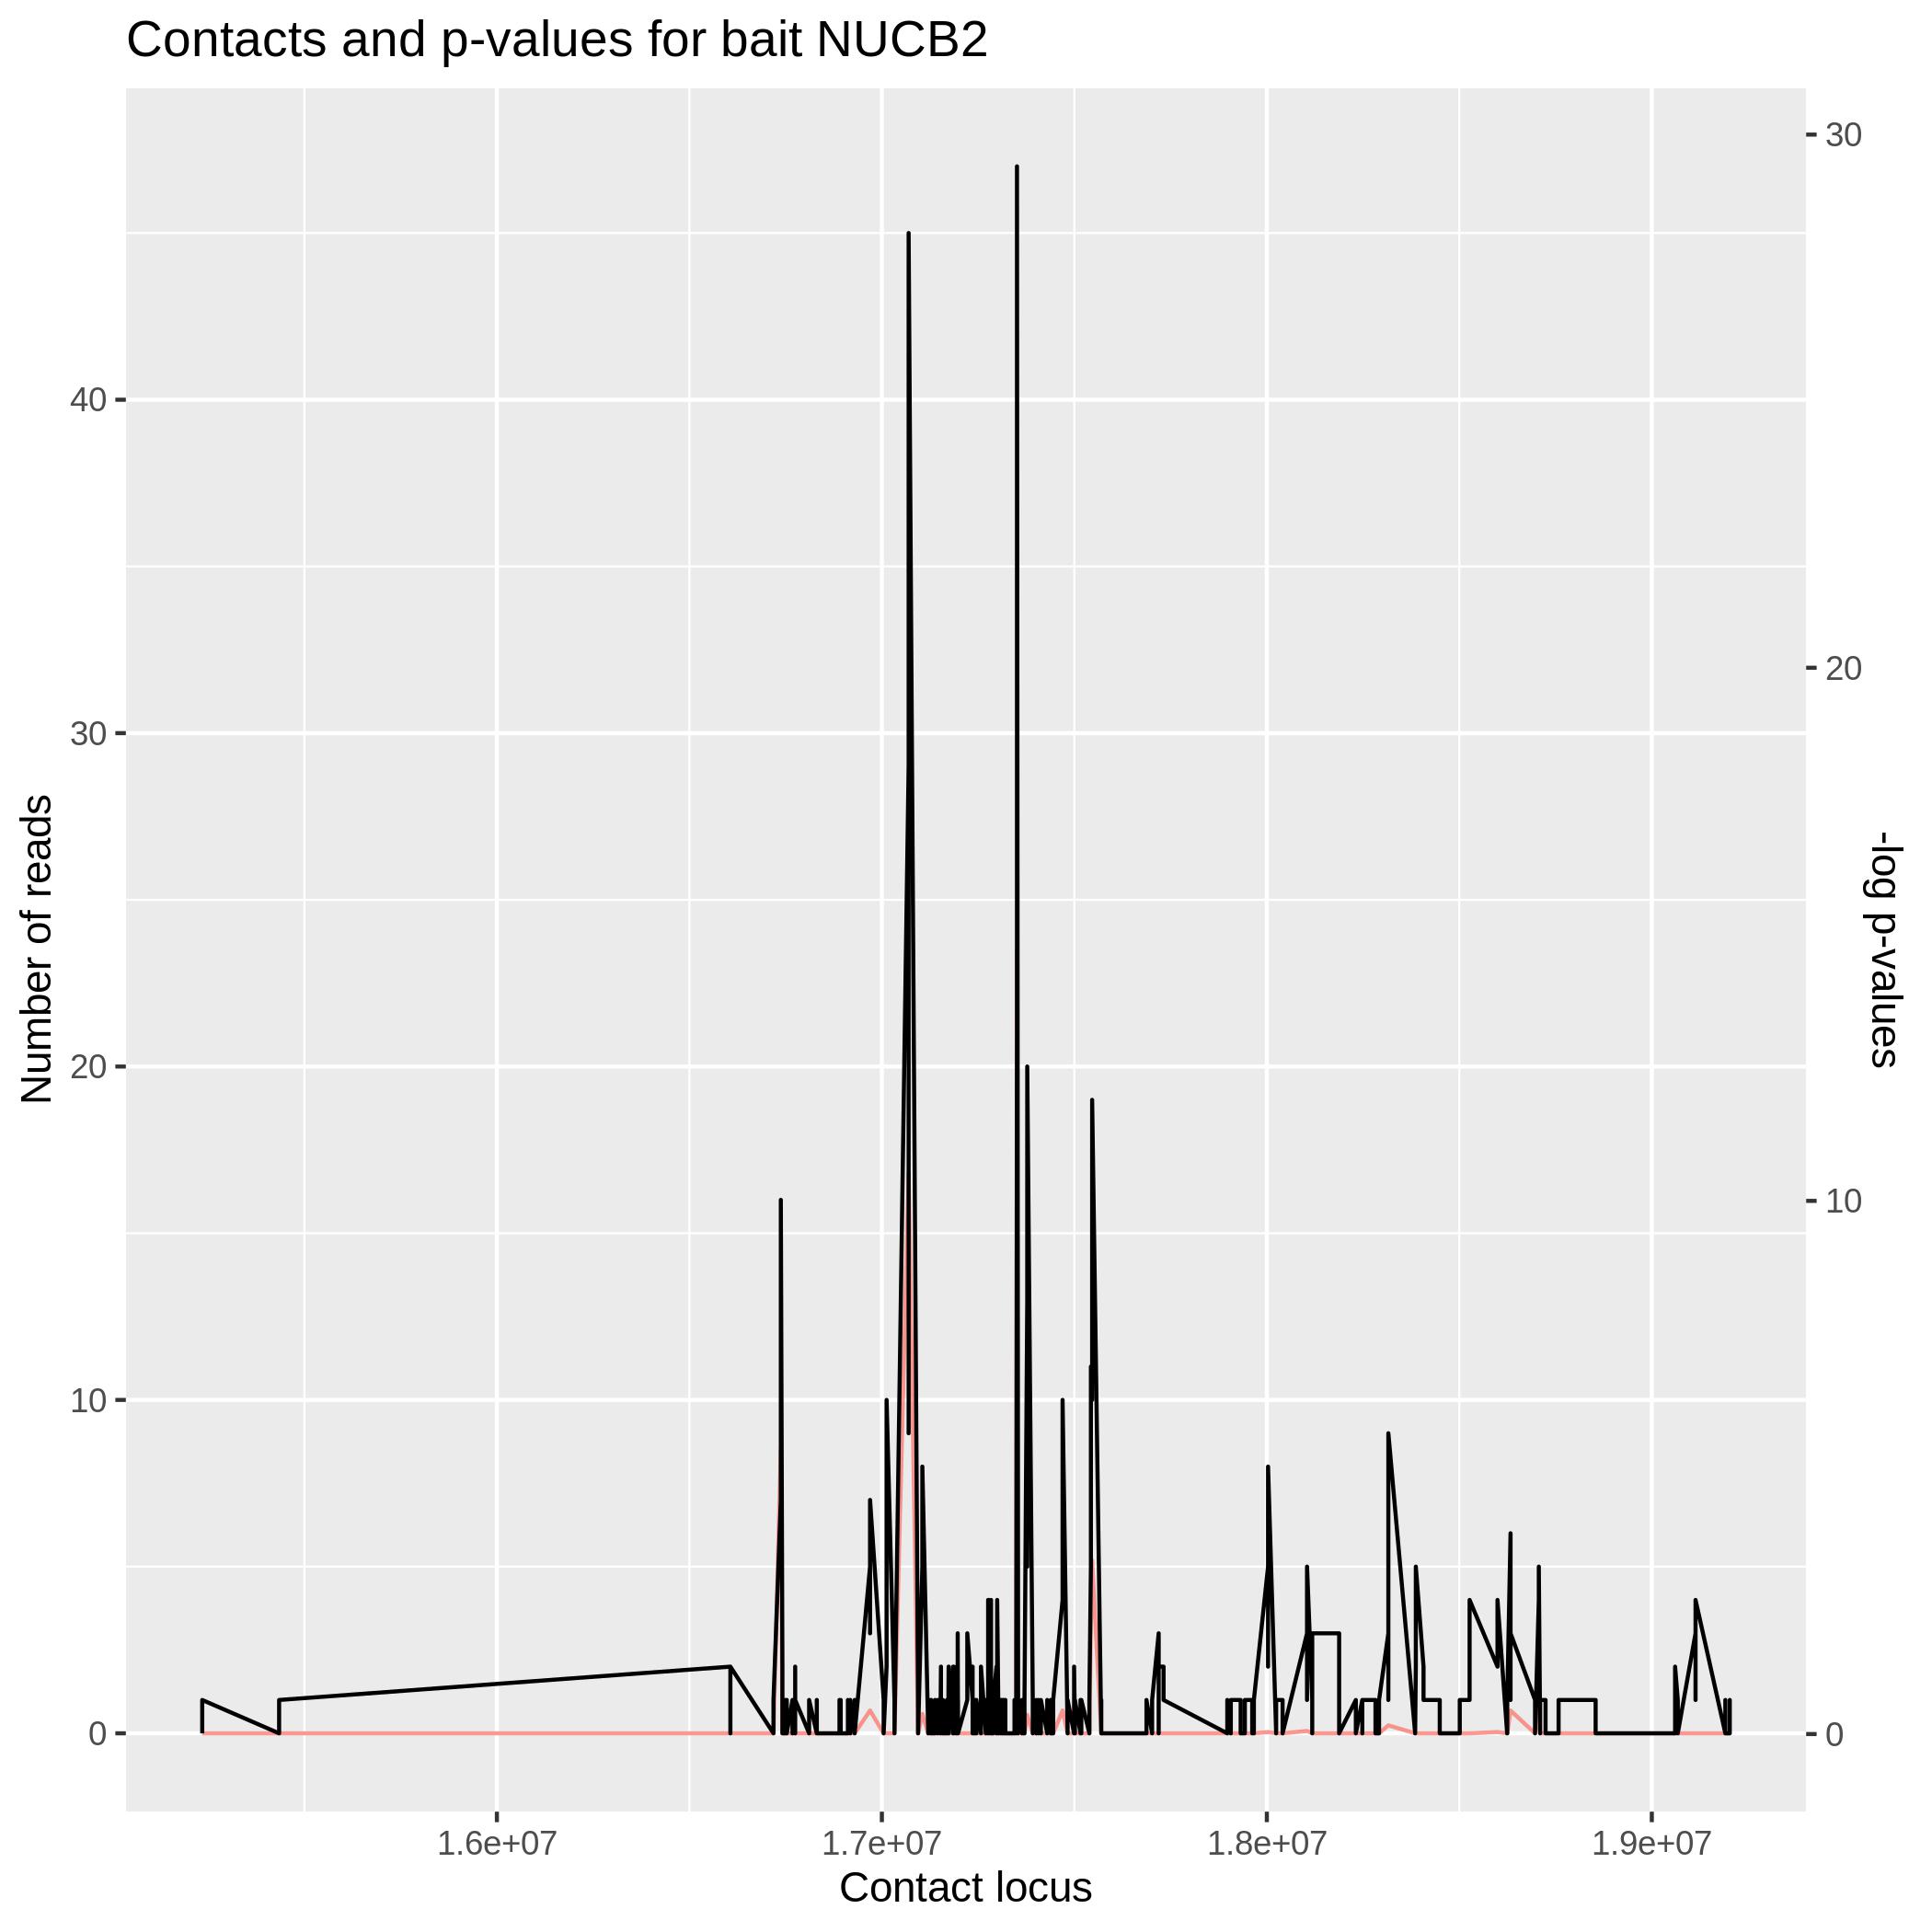 Contacts and p-values for bait NUCB2
Number of reads
40
30
20
10
0
30
20
10
0
-log p-values
1.6e+07
1.7e+07
1.8e+07
1.9e+07
Contact locus